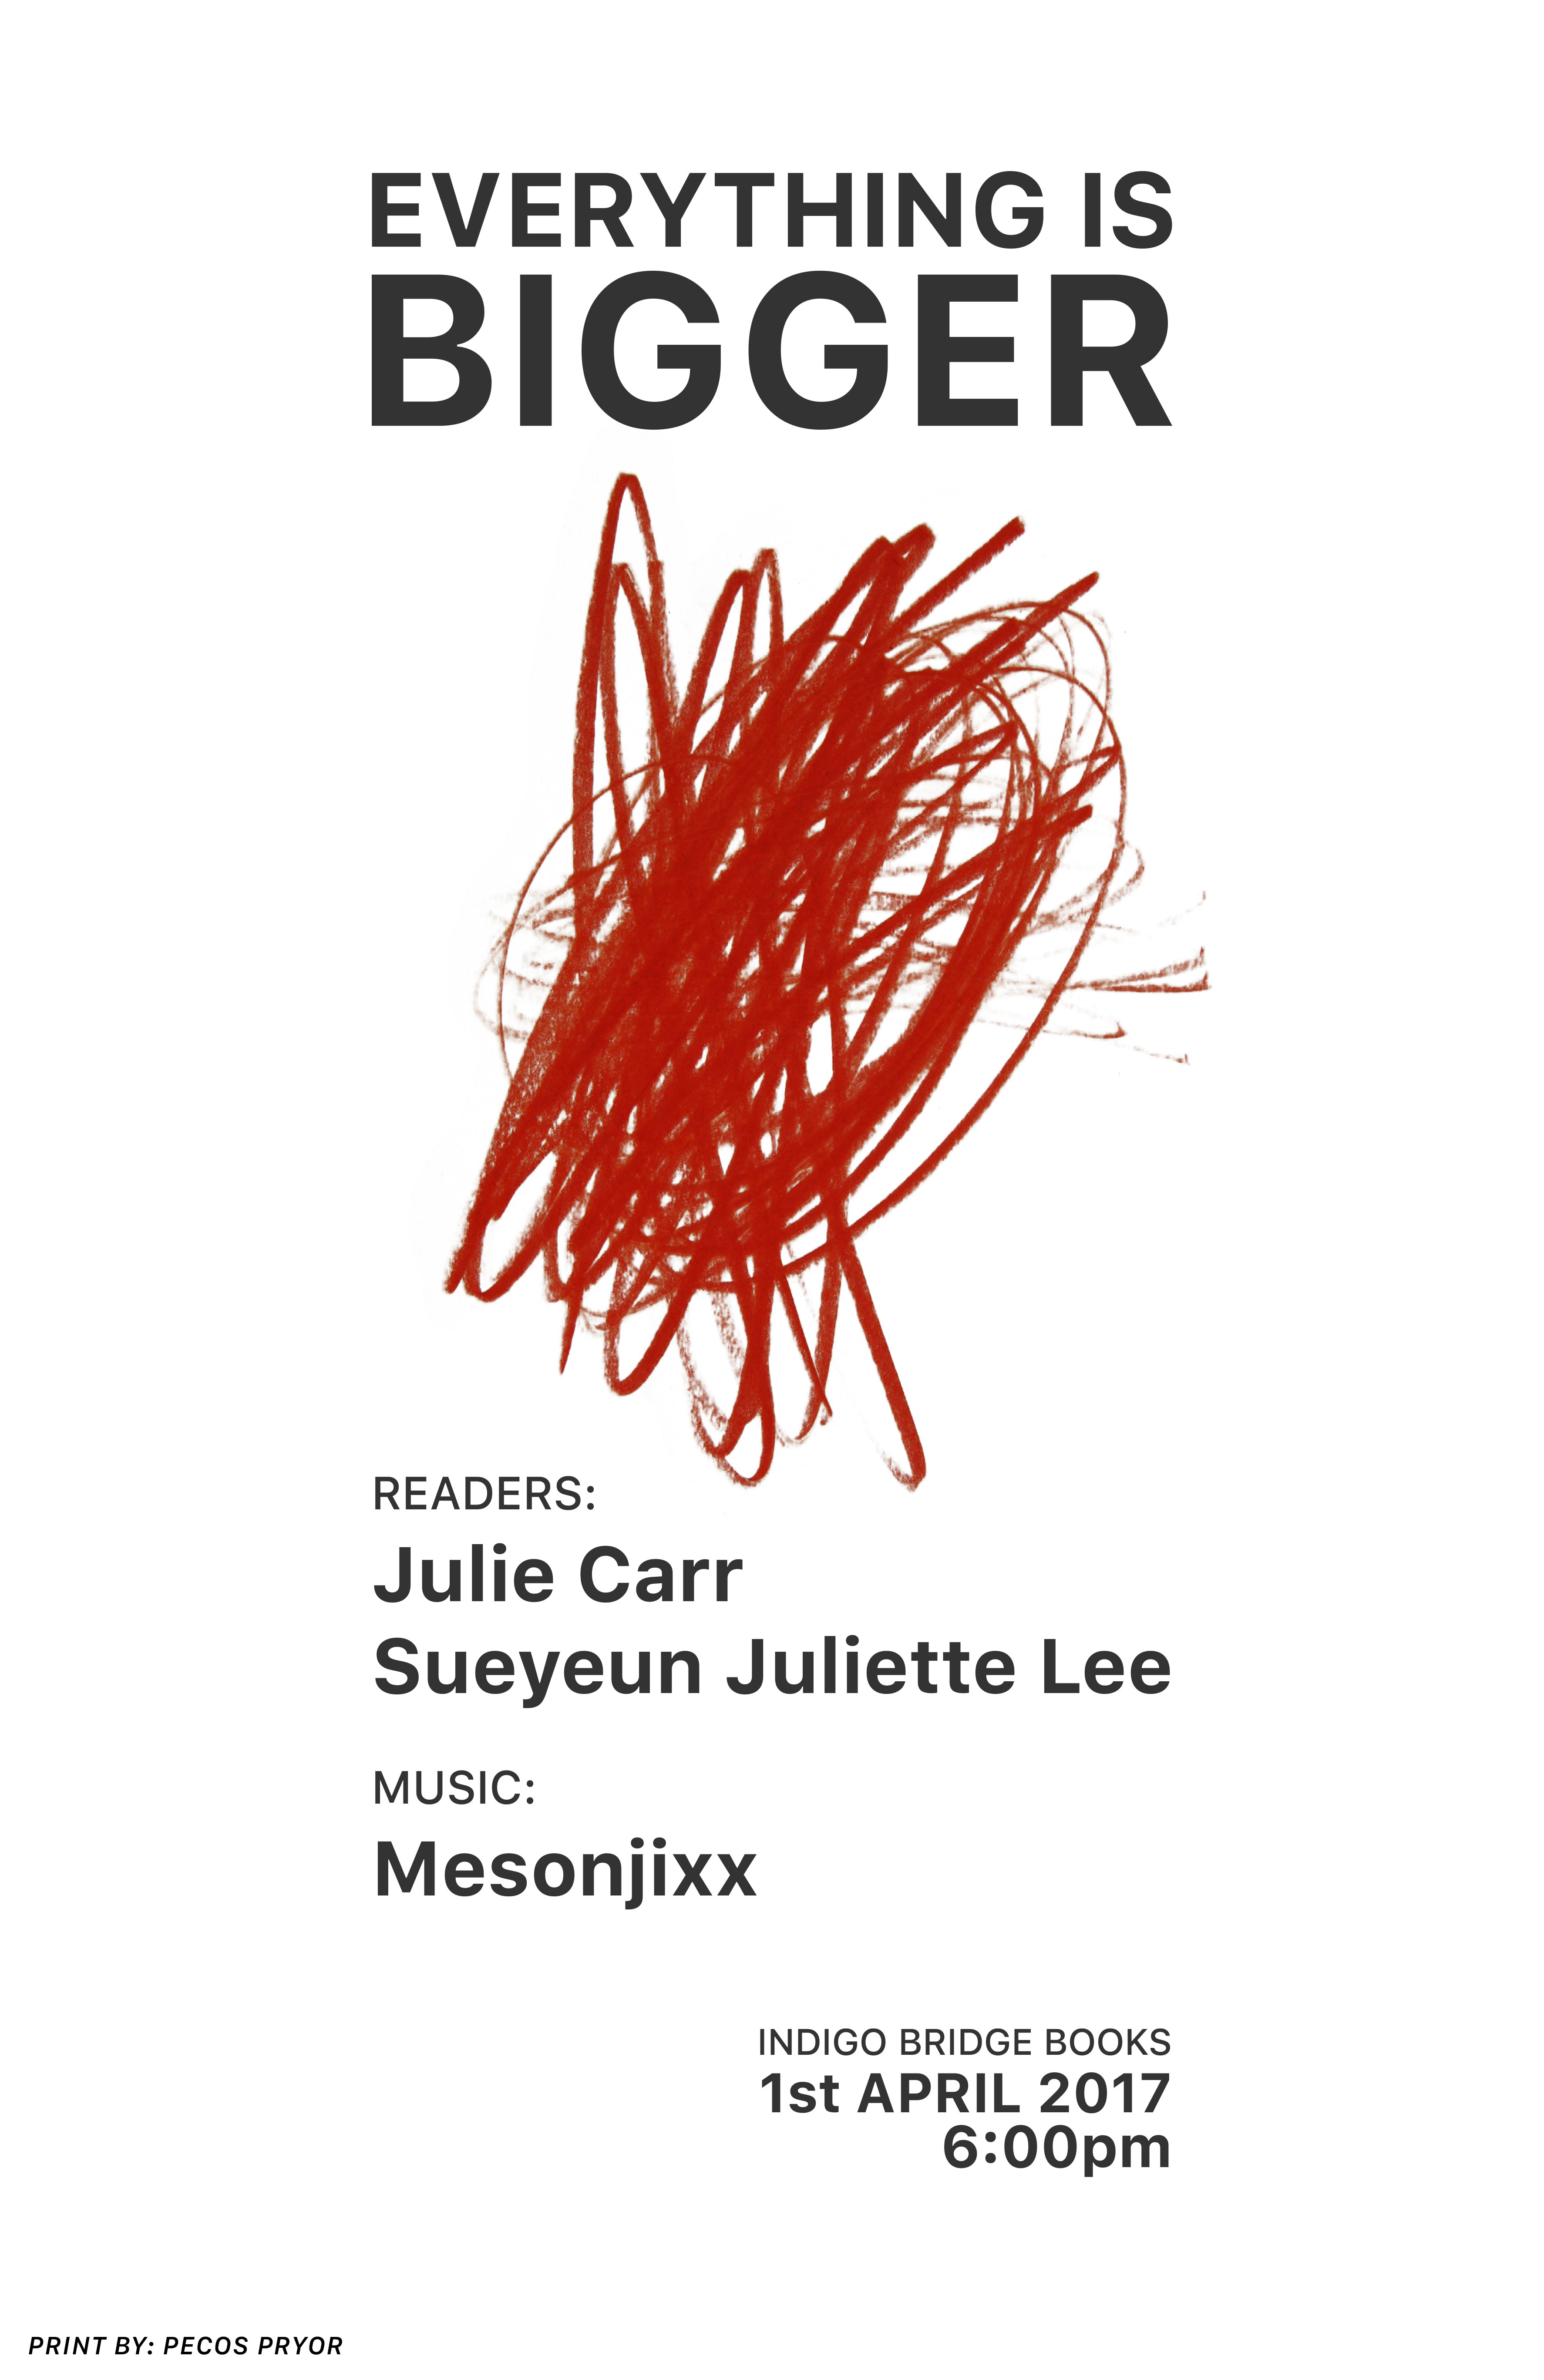 EVERYTHING IS
BIGGER
READERS:
Julie Carr
Sueyeun Juliette Lee
MUSIC:
Mesonjixx
INDIGO BRIDGE BOOKS
1st APRIL 2017
6:00pm
PRINT BY: PECOS PRYOR